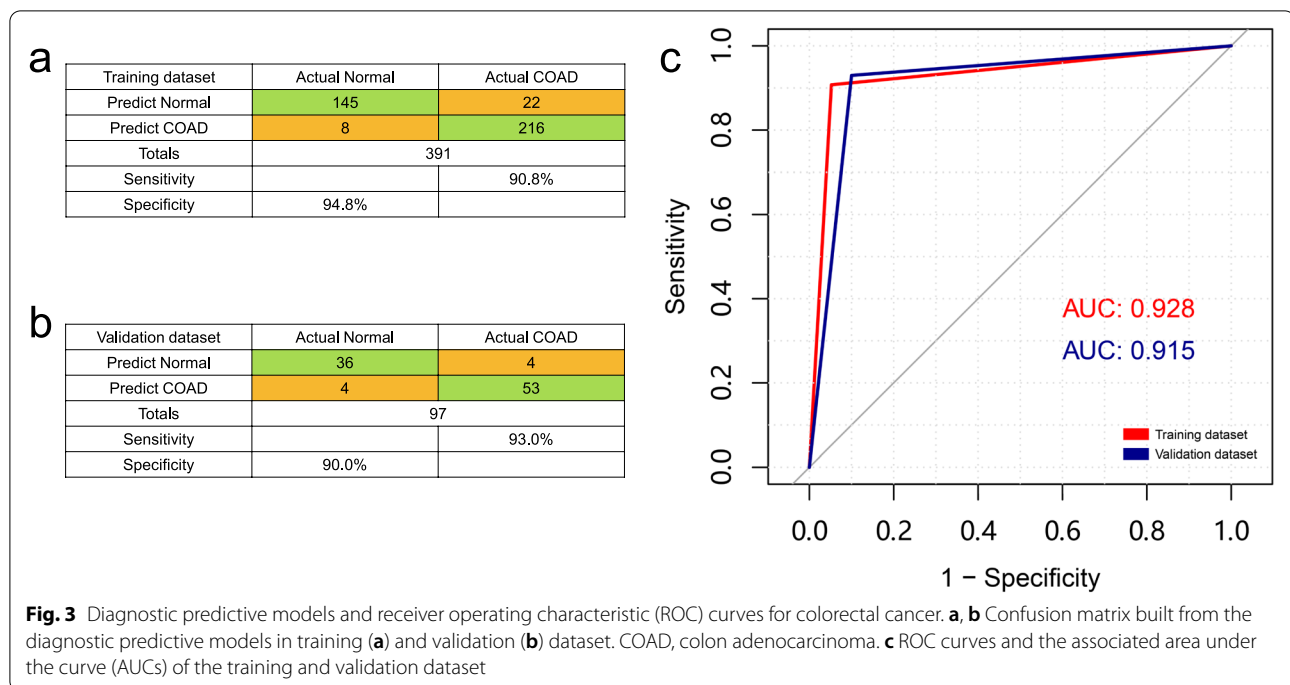 a
Training dataset Actual Normal Actual COAD
Predict Normal 145 22
Predict COAD 8 216
Totals 391
Sensitivity 90.8%
Specificity 94.8%
b
Validation dataset Actual Normal Actual COAD
Predict Normal 36 4
Predict COAD 4 53
Totals 97
Sensitivity 93.0%
Specificity 90.0%
c
Sensitivity
1.0
0.8
0.6
0.4
0.2
0.0
AUC: 0.928
AUC: 0.915
Training dataset
Validation dataset
0.0 0.2 0.4 0.6 0.8 1.0
1 − Specificity
Fig. 3 Diagnostic predictive models and receiver operating characteristic (ROC) curves for colorectal cancer. a, b Confusion matrix built from the
diagnostic predictive models in training (a) and validation (b) dataset. COAD, colon adenocarcinoma. c ROC curves and the associated area under
the curve (AUCs) of the training and validation dataset